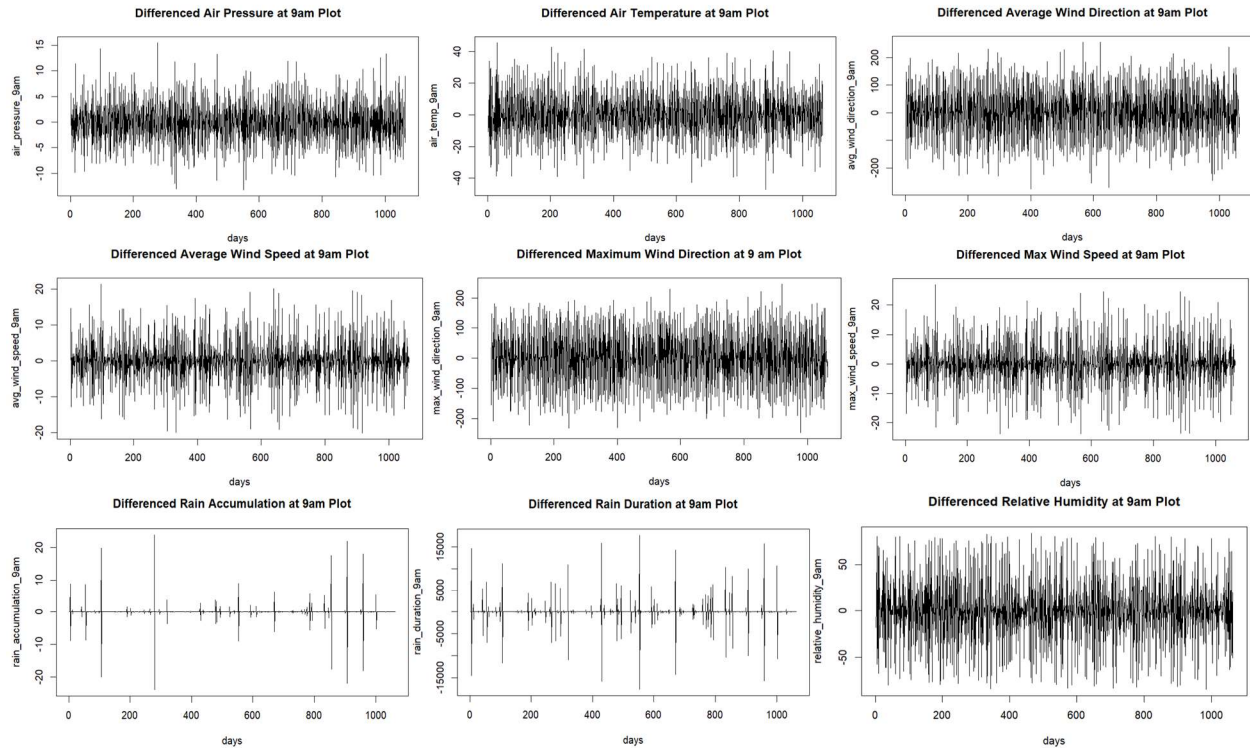 Differenced Air Pressure at 9am Plot
air_pressure_9am
15
10
5
0
-5
-10
0 200 400 600 800 1000
days
Differenced Air Temperature at 9am Plot
air_temp_9am
40
20
0
-20
-40
0 200 400 600 800 1000
days
Differenced Average Wind Direction at 9am Plot
avg_wind_direction_9am
200
100
0
-200
0 200 400 600 800 1000
days
Differenced Average Wind Speed at 9am Plot
avg_wind_speed_9am
20
10
0
-10
-20
0 200 400 600 800 1000
days
Differenced Maximum Wind Direction at 9 am Plot
max_wind_direction_9am
200
100
0
-100
-200
0 200 400 600 800 1000
days
Differenced Max Wind Speed at 9am Plot
max_wind_speed_9am
20
10
0
-10
-20
0 200 400 600 800 1000
days
Differenced Rain Accumulation at 9am Plot
rain_accumulation_9am
20
10
0
-10
-20
0 200 400 600 800 1000
days
Differenced Rain Duration at 9am Plot
rain_duration_9am
15000
5000
0
-5000
-15000
0 200 400 600 800 1000
days
Differenced Relative Humidity at 9am Plot
relative_humidity_9am
50
0
-50
0 200 400 600 800 1000
days